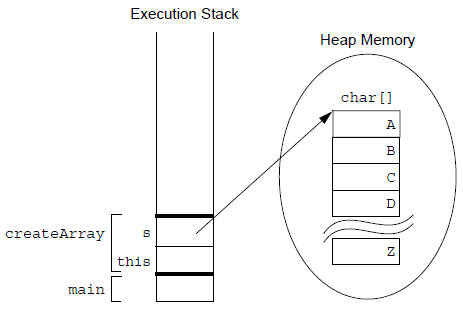 Execution Stack
Heap Memory
char[]
A
B
C
D
createArray
s
this
Z
main